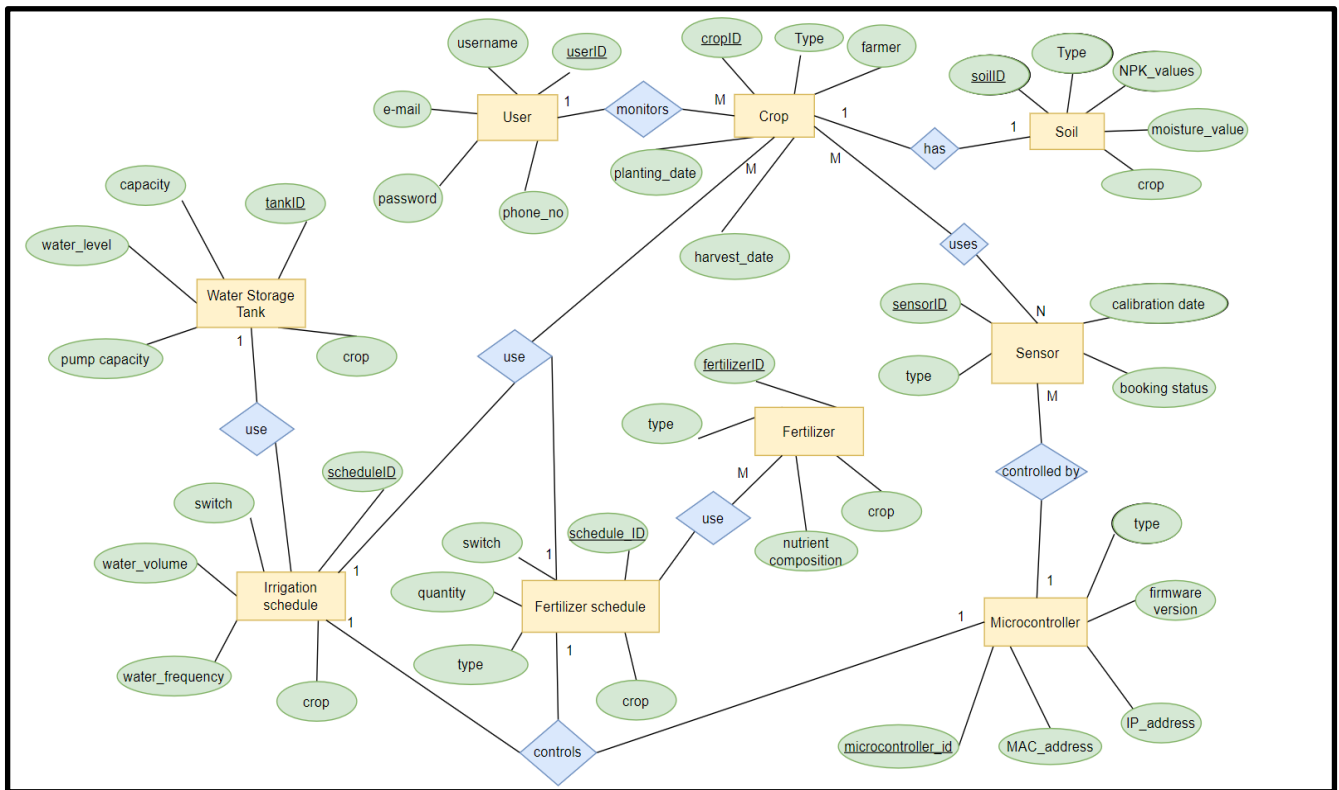 username
userID
e-mail
User
password
phone_no
1
monitors
M
cropID
Type
farmer
Crop
planting_date
harvest_date
M
1
M
has
1
soilID
Type
NPK_values
moisture_value
Soil
crop
uses
N
capacity
tankID
water_level
Water Storage
Tank
pump capacity
crop
1
use
use
sensorID
calibration date
Sensor
type
booking status
M
controlled by
1
fertilizerID
type
Fertilizer
M
crop
nutrient
composition
use
scheduleID
switch
water_volume
Irrigation
schedule
1
1
water_frequency
crop
schedule_ID
switch
1
quantity
Fertilizer schedule
type
1
crop
controls
1
type
firmware
version
Microcontroller
IP_address
microcontroller_id
MAC_address